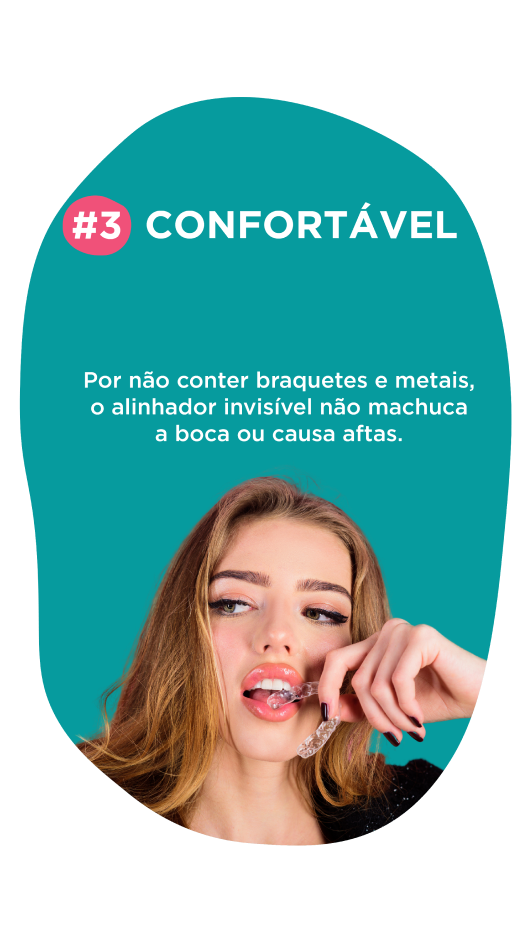 #3 CONFORTÁVEL
Por não conter braquetes e metais,
o alinhador invisível não machuca
a boca ou causa aftas.